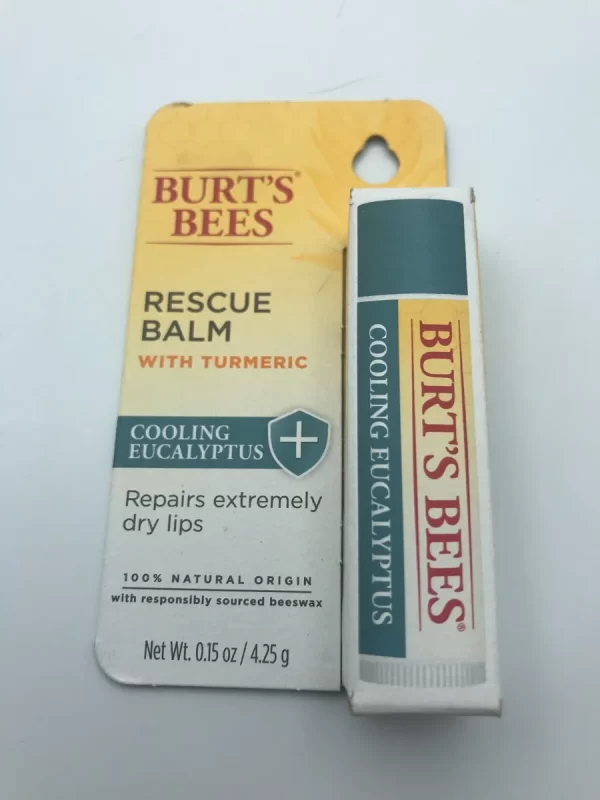 BURT'S®
BEES
RESCUE
BALM
WITH TURMERIC
COOLING
EUCALYPTUS
Repairs extremely
dry lips
100% NATURAL ORIGIN
with responsibly sourced beeswax
Net Wt. 0.15 oz / 4.25 g
BURT'S BEES®
COOLING EUCALYPTUS